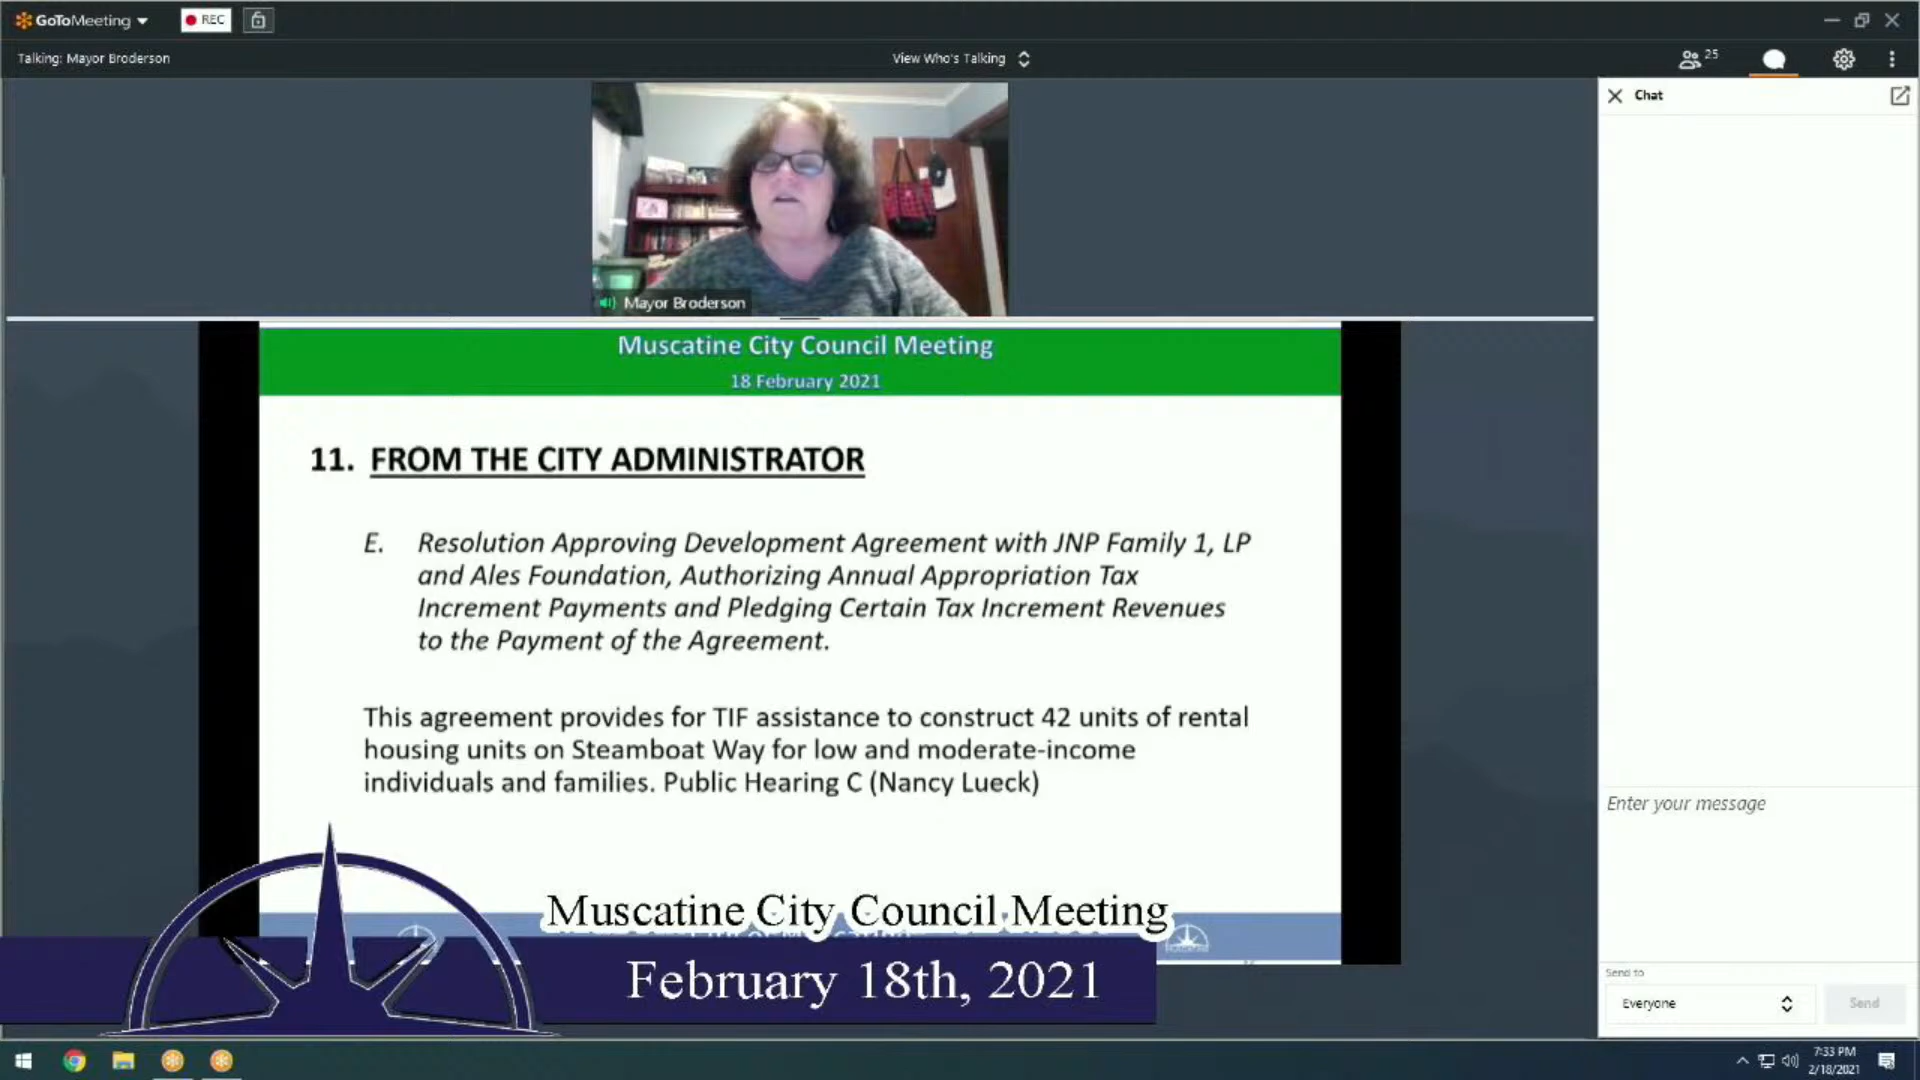 GoToMeeting
REC
Talking: Mayor Broderson
View Who's Talking
25
Chat
Mayor Broderson
Muscatine City Council Meeting
18 February 2021
11. FROM THE CITY ADMINISTRATOR
E. Resolution Approving Development Agreement with JNP Family 1, LP
and Ales Foundation, Authorizing Annual Appropriation Tax
Increment Payments and Pledging Certain Tax Increment Revenues
to the Payment of the Agreement.
This agreement provides for TIF assistance to construct 42 units of rental
housing units on Steamboat Way for low and moderate-income
individuals and families. Public Hearing C (Nancy Lueck)
Enter your message
Muscatine City Council Meeting
February 18th, 2021
Send to
Everyone
Send
7:33 PM
2/18/2021